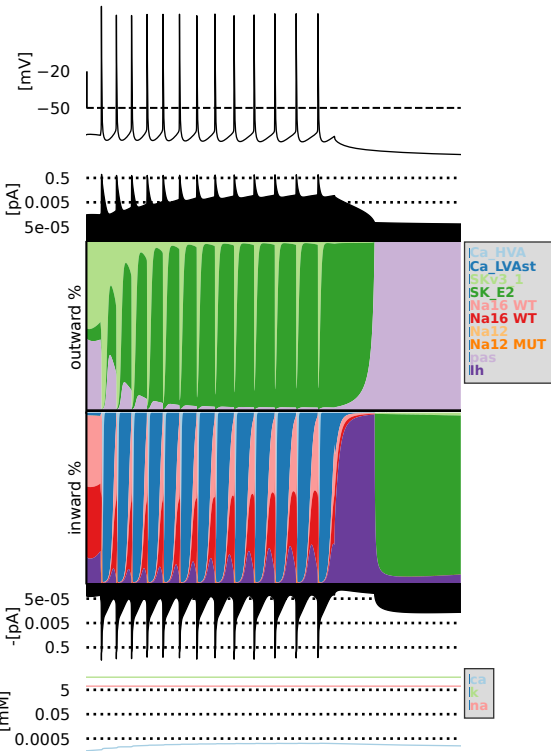 [mV]
−20
−50
[pA]
0.5
0.005
5e-05
outward %
Ca_HVA
Ca_LVAst
SKv3_1
SK_E2
Na16 WT
Na16 WT
Na12
Na12 MUT
pas
Ih
inward %
-[pA]
5e-05
0.005
0.5
[mM]
5
0.05
0.0005
ca
k
na